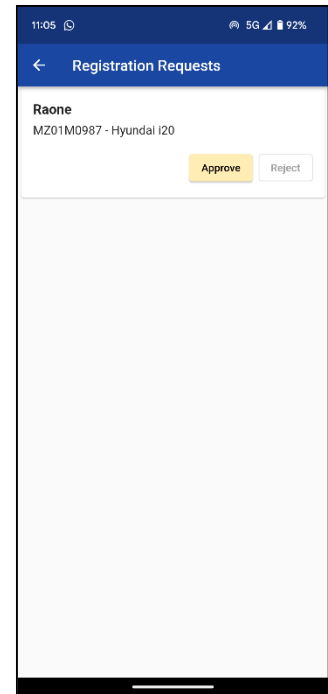 11:05 5G 92%
Registration Requests
Raone
MZ01M0987 - Hyundai i20
Approve Reject